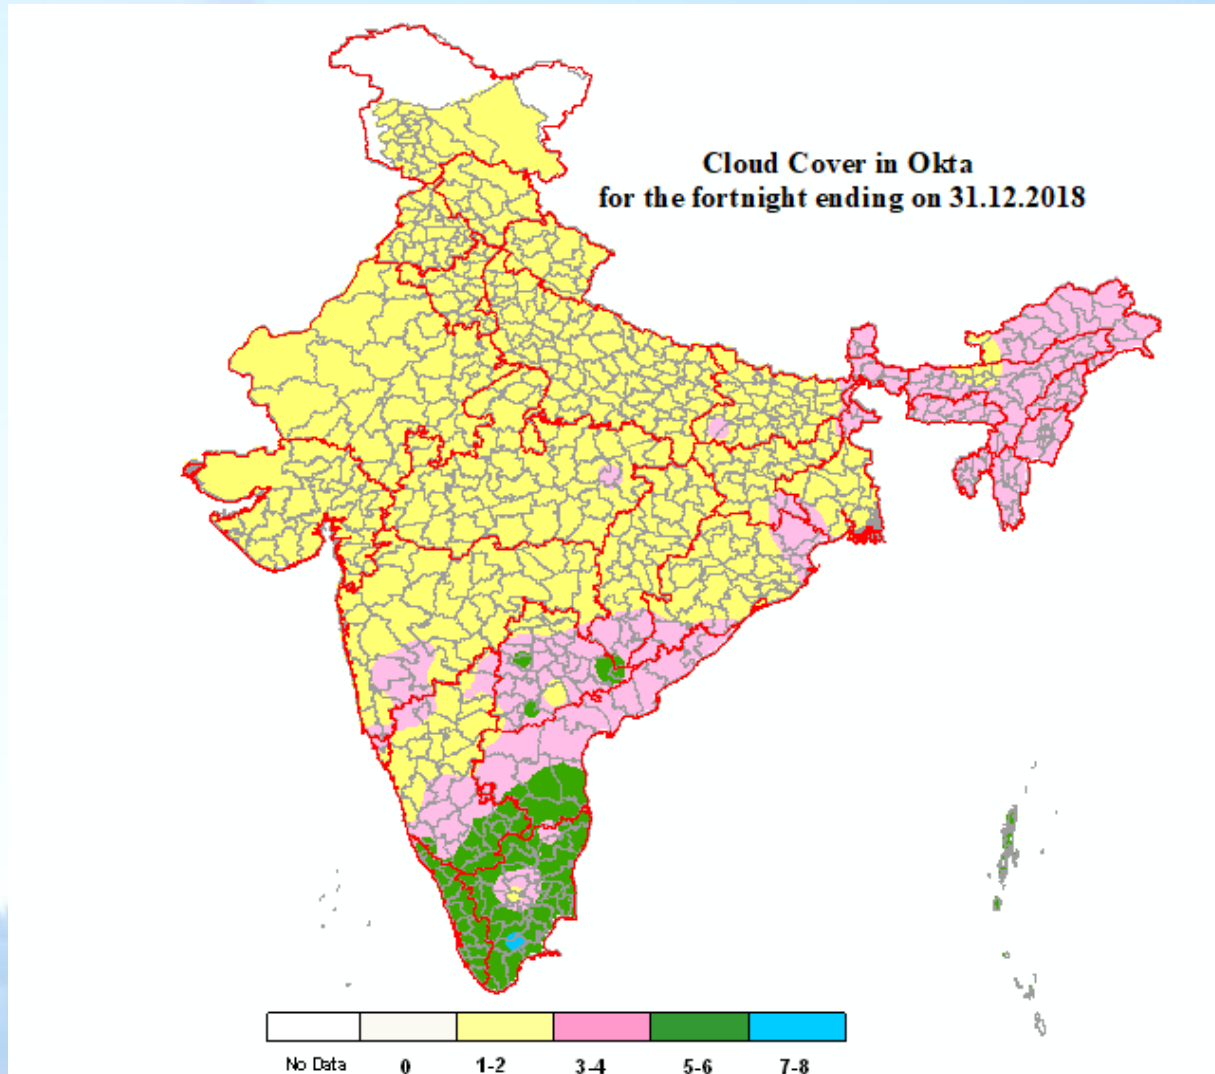 Cloud Cover in Okta
for the fortnight ending on 31.12.2018
No Data 0 1-2 3-4 5-6 7-8